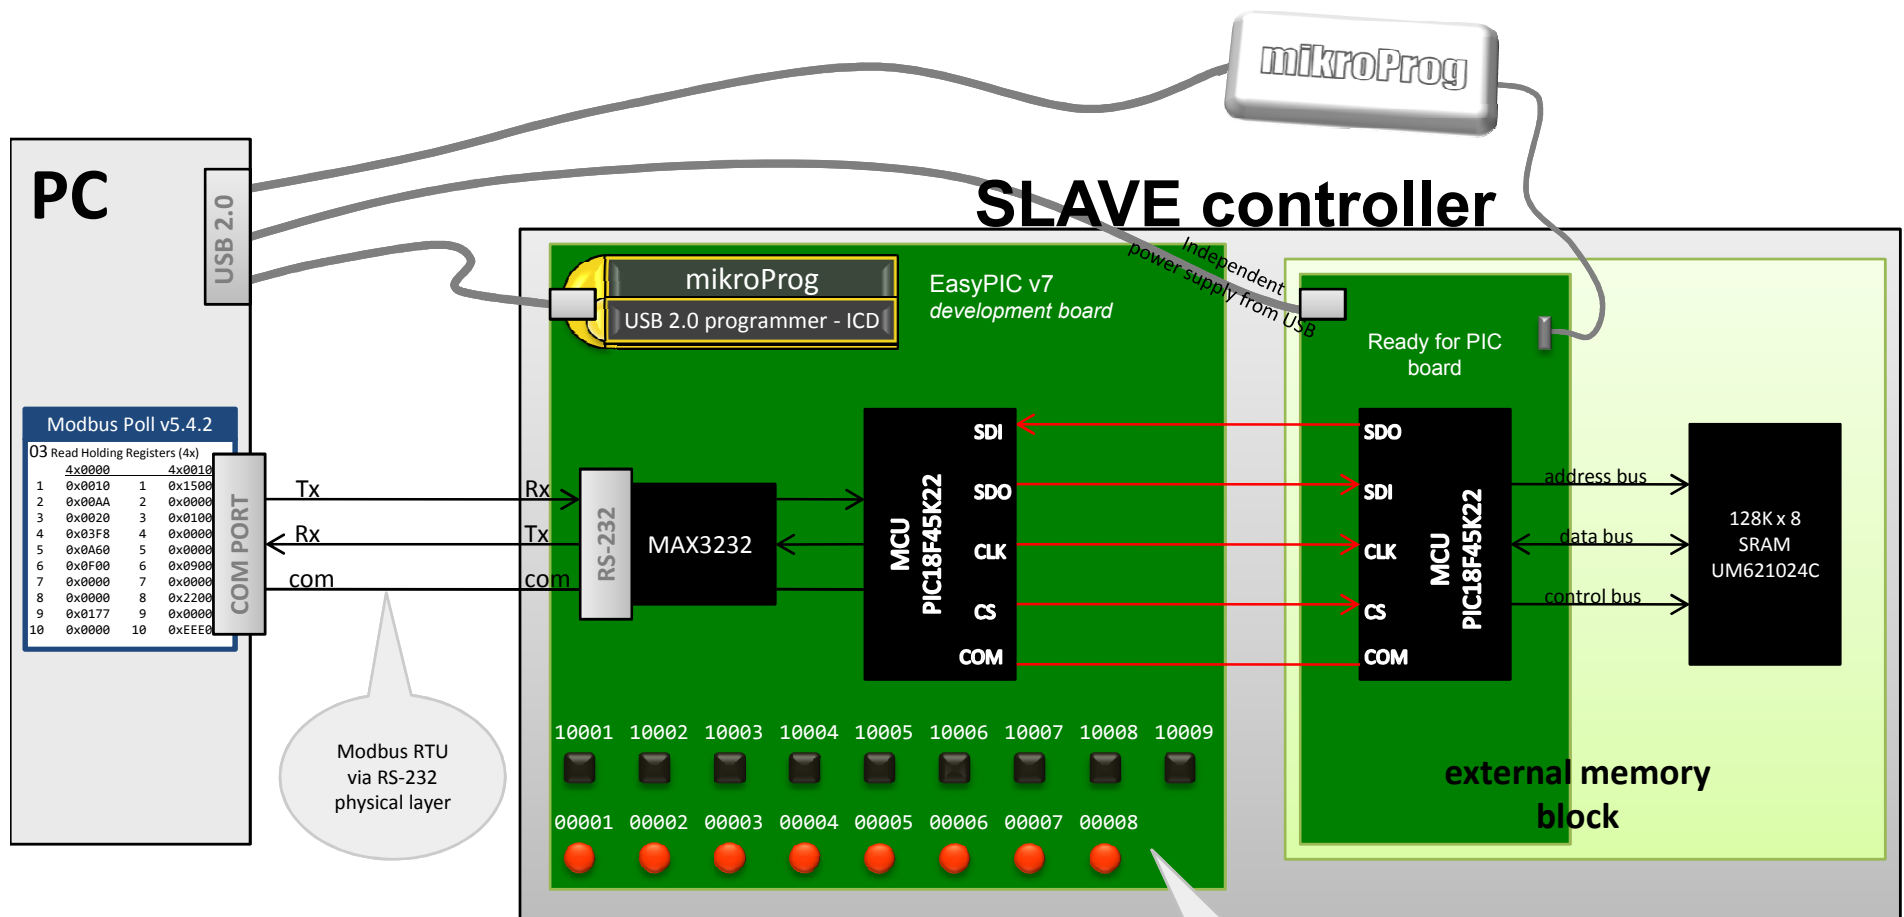 mikroProg
PC
USB 2.0
SLAVE controller
Independent
power supply from USB
mikroProg
USB 2.0 programmer - ICD
EasyPIC v7
development board
Ready for PIC
board
Modbus Poll v5.4.2
03 Read Holding Registers (4x)
4x0000 4x0010
1 0x0010 1 0x1500
2 0x00AA 2 0x0000
3 0x0020 3 0x0100
4 0x03F8 4 0x0000
5 0x0A60 5 0x0000
6 0x0F00 6 0x0900
7 0x0000 7 0x0000
8 0x0000 8 0x2200
9 0x0177 9 0x0000
10 0x0000 10 0xEEE0
COM PORT
Tx Rx
Rx Tx
com com
RS-232
MAX3232
MCU
PIC18F45K22
SDI
SDO
CLK
CS
COM
SDO
SDI
CLK
CS
COM
MCU
PIC18F45K22
address bus
data bus
control bus
128K x 8
SRAM
UM621024C
Modbus RTU
via RS-232
physical layer
10001 10002 10003 10004 10005 10006 10007 10008 10009
00001 00002 00003 00004 00005 00006 00007 00008
external memory
block